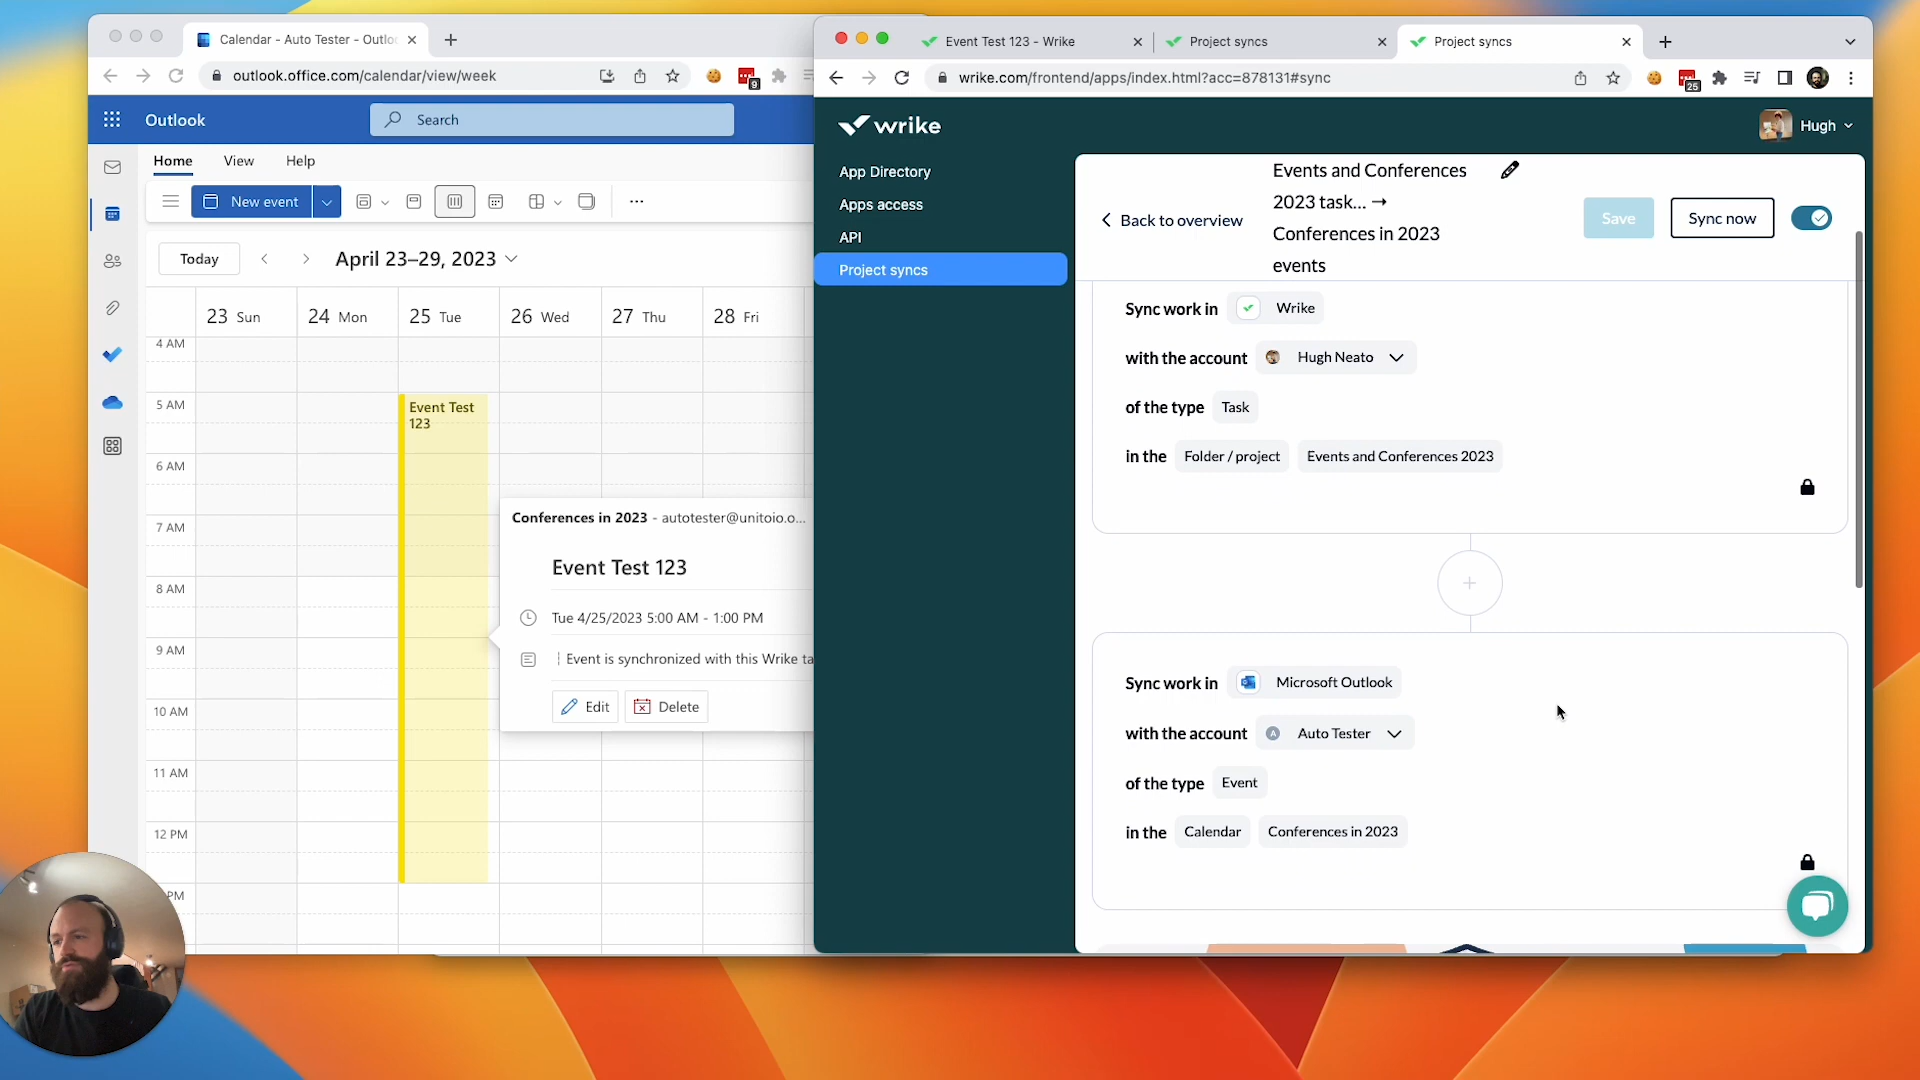 Calendar - Auto Tester - Outlo
outlook.office.com/calendar/view/week
9
Outlook
Search
Home
View
Help
New event
Today
April 23–29, 2023
23 Sun
24 Mon
25 Tue
26 Wed
27 Thu
28 Fri
4 AM
5 AM
6 AM
7 AM
8 AM
9 AM
10 AM
11 AM
12 PM
PM
Event Test
123
Conferences in 2023 - autotester@unitoio.o...
Event Test 123
Tue 4/25/2023 5:00 AM - 1:00 PM
Event is synchronized with this Wrike ta
Edit
Delete
Event Test 123 - Wrike
Project syncs
Project syncs
wrike.com/frontend/apps/index.html?acc=878131#sync
25
wrike
Hugh
App Directory
Apps access
API
Project syncs
Back to overview
Events and Conferences
2023 task... →
Conferences in 2023
events
Save
Sync now
Sync work in Wrike
with the account Hugh Neato
of the type Task
in the Folder / project Events and Conferences 2023
Sync work in Microsoft Outlook
with the account A Auto Tester
of the type Event
in the Calendar Conferences in 2023